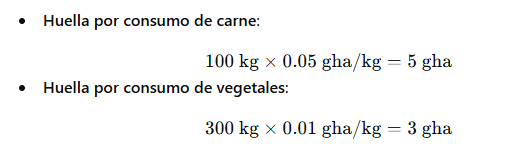 • Huella por consumo de carne:
100 kg × 0.05 gha/kg = 5 gha
• Huella por consumo de vegetales:
300 kg × 0.01 gha/kg = 3 gha